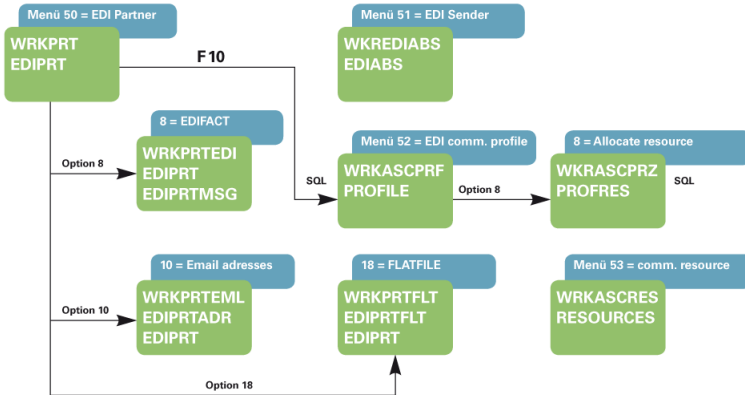 Menü 50 = EDI Partner
WRKPRT
EDIPRT
F 10
Menü 51 = EDI Sender
WKREDIABS
EDIABS
8 = EDIFACT
WRKPRTEDI
EDIPRT
EDIPRTMSG
Option 8
SQL
Menü 52 = EDI comm. profile
WRKASCPRF
PROFILE
Option 8
8 = Allocate resource
WKRASCPRZ
PROFRES
SQL
10 = Email adresses
WRKPRTEML
EDIPRTADR
EDIPRT
Option 10
18 = FLATFILE
WRKPRTFLT
EDIPRTFLT
EDIPRT
Menü 53 = comm. resource
WRKASCRES
RESOURCES
Option 18